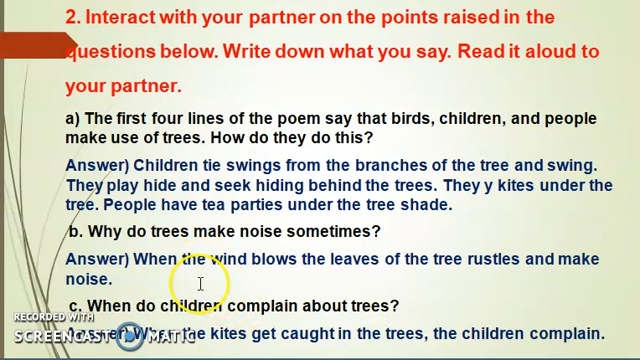 2. Interact with your partner on the points raised in the
questions below. Write down what you say. Read it aloud to
your partner.
a) The first four lines of the poem say that birds, children, and people
make use of trees. How do they do this?
Answer) Children tie swings from the branches of the tree and swing.
They play hide and seek hiding behind the trees. They y kites under the
tree. People have tea parties under the tree shade.
b. Why do trees make noise sometimes?
Answer) When the wind blows the leaves of the tree rustles and make
noise.
c. When do children complain about trees?
Answer) When the kites get caught in the trees, the children complain.
RECORDED WITH
SCREENCAST MATIC